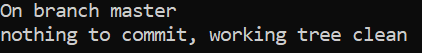 On branch master
nothing to commit, working tree clean